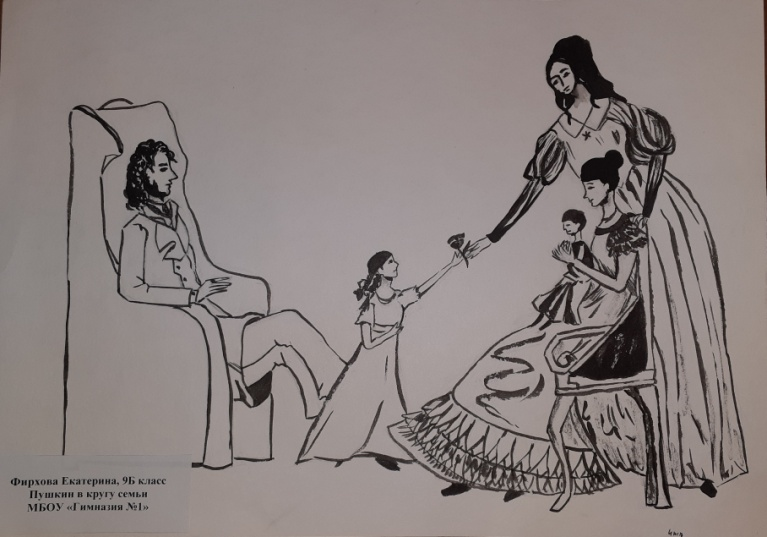 Фирхова Екатерина, 9Б класс
Пушкин в кругу семьи
МБОУ «Гимназия №1»